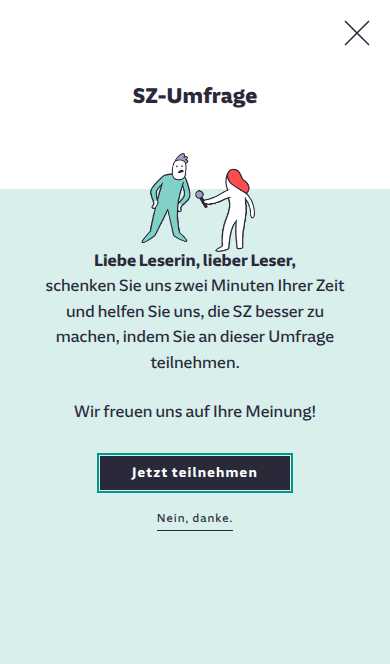 SZ-Umfrage
Liebe Leserin, lieber Leser,
schenken Sie uns zwei Minuten Ihrer Zeit
und helfen Sie uns, die SZ besser zu
machen, indem Sie an dieser Umfrage
teilnehmen.
Wir freuen uns auf Ihre Meinung!
Jetzt teilnehmen
Nein, danke.